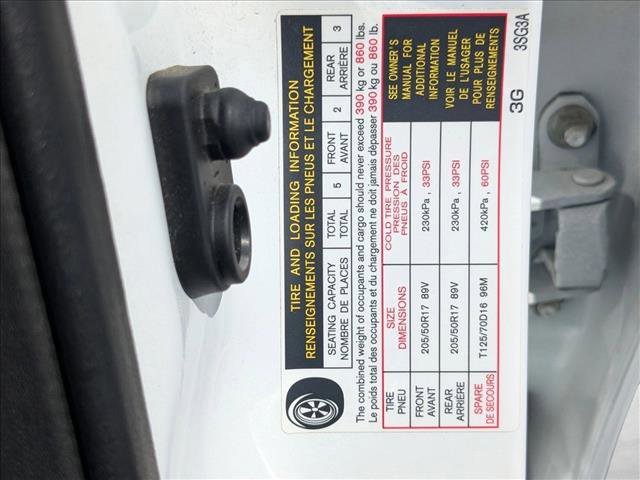 TIRE AND LOADING INFORMATION
RENSEIGNEMENTS SUR LES PNEUS ET LE CHARGEMENT
SEATING CAPACITY TOTAL 5 FRONT 2 REAR 3
NOMBRE DE PLACES TOTAL AVANT ARRIÈRE
The combined weight of occupants and cargo should never exceed 390 kg or 860 lbs.
Le poids total des occupants et du chargement ne doit jamais dépasser 390 kg ou 860 lb.
TIRE SIZE COLD TIRE PRESSURE
PNEU DIMENSIONS PRESSION DES
PNEUS À FROID
FRONT 205/50R17 89V 230kPa, 33PSI
AVANT
REAR 205/50R17 89V 230kPa, 33PSI
ARRIÈRE
SPARE T125/70D16 96M 420kPa, 60PSI
DE SECOURS
SEE OWNER'S
MANUAL FOR
ADDITIONAL
INFORMATION
VOIR LE MANUEL
DE L'USAGER
POUR PLUS DE
RENSEIGNEMENTS
3G 3SG3A